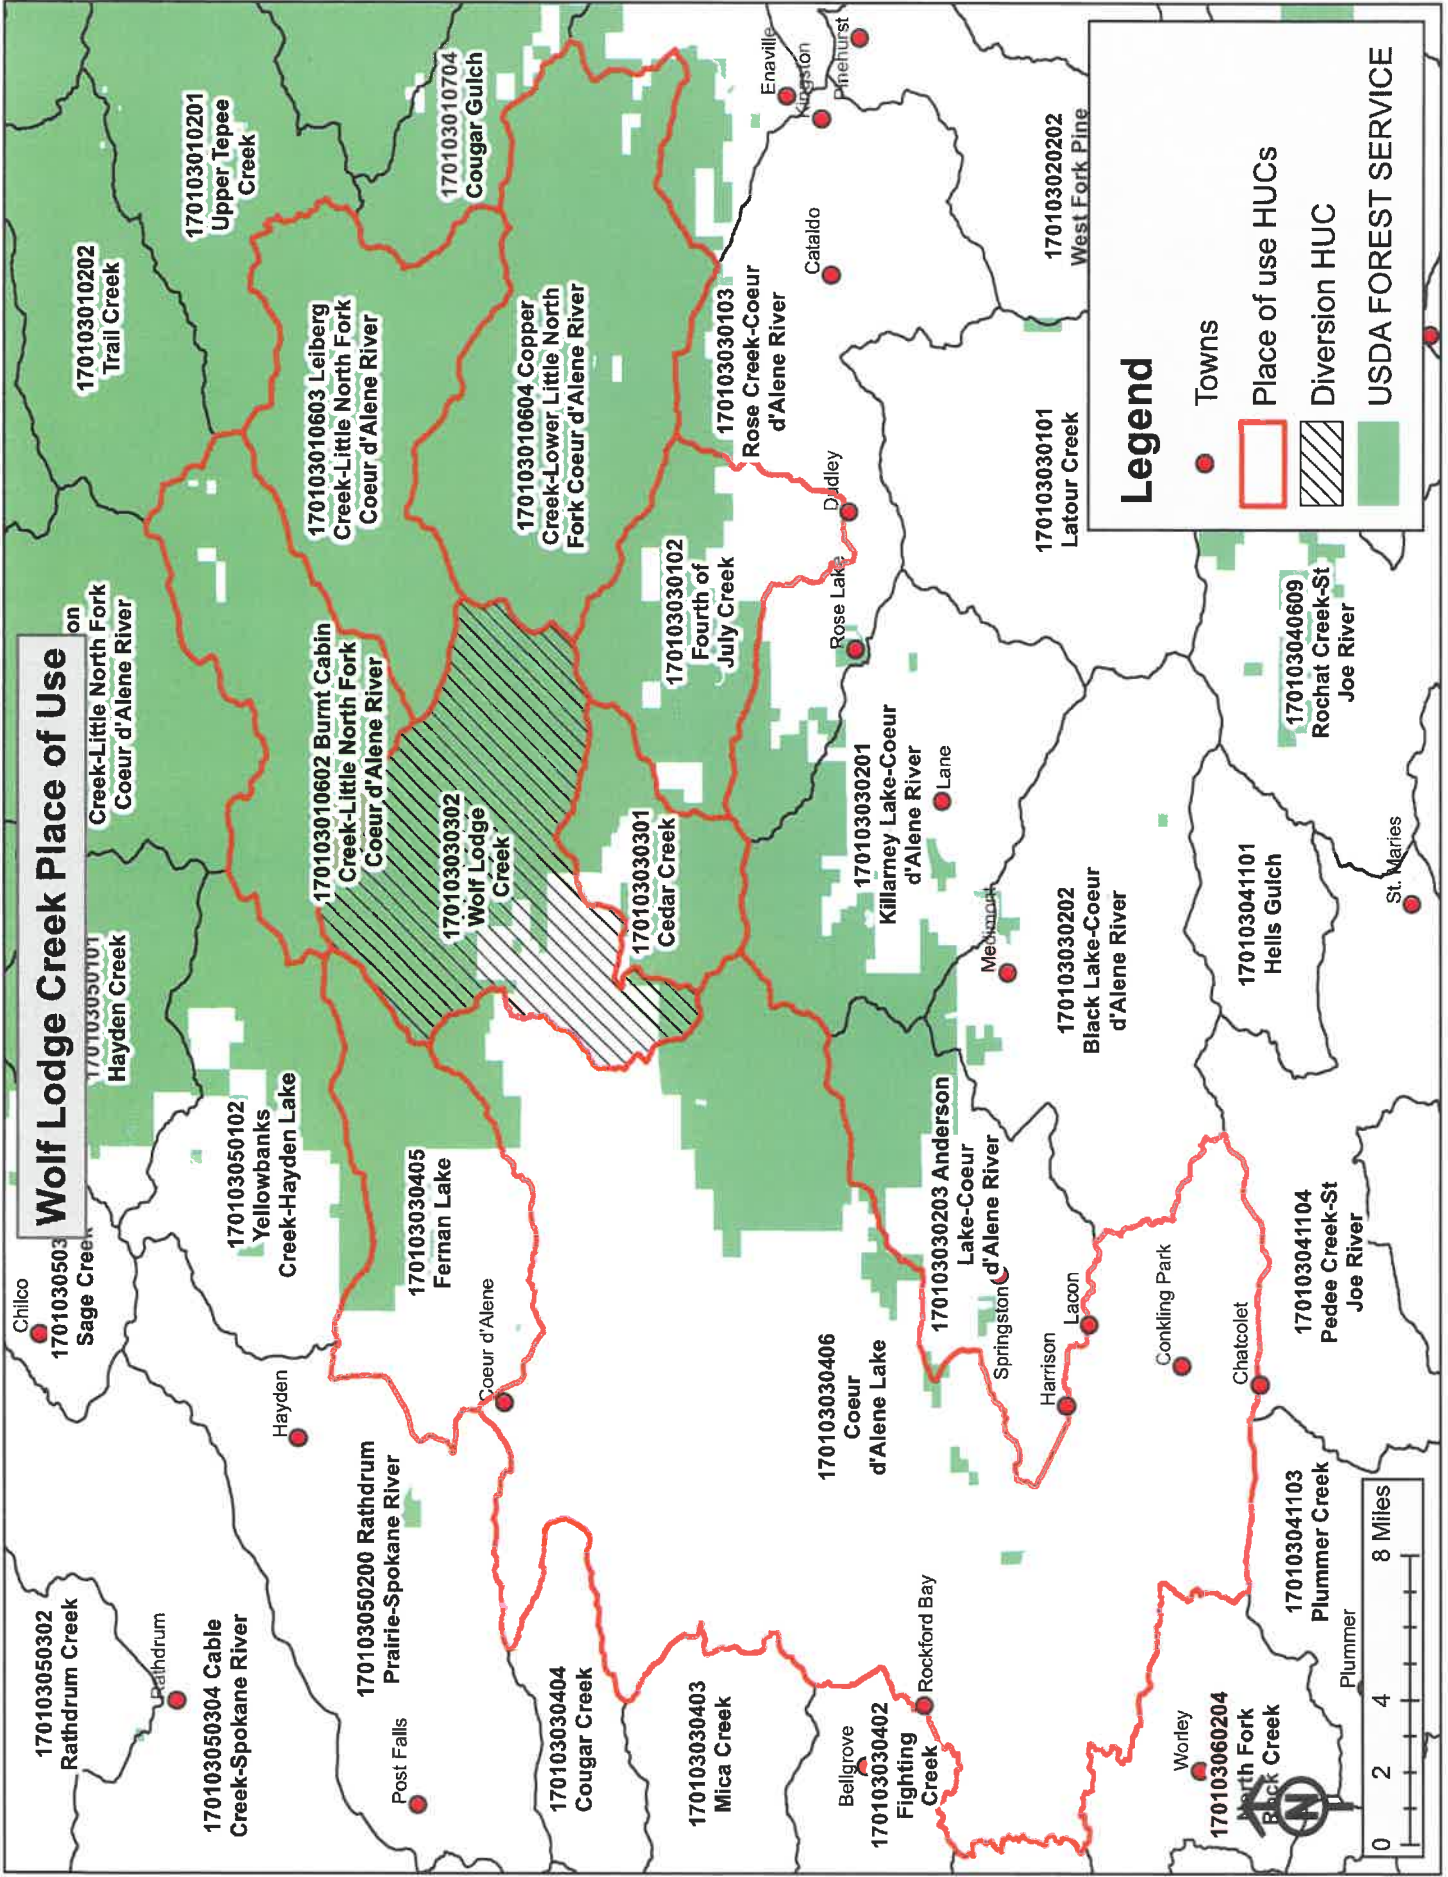 Wolf Lodge Creek Place of Use
170103050302
Rathdrum Creek
Rathdrum
170103050304 Cable
Creek-Spokane River
Post Falls
170103050200 Rathdrum
Prairie-Spokane River
Hayden
Chilco
Sage Creek
170103050102
Yellowbanks
Creek-Hayden Lake
170103050101
Hayden Creek
on
Creek-Little North Fork
Coeur d'Alene River
170103010202
Trail Creek
170103010201
Upper Tepee
Creek
170103010704
Cougar Gulch
170103010603 Leiberg
Creek-Little North Fork
Coeur d'Alene River
170103010602 Burnt Cabin
Creek-Little North Fork
Coeur d'Alene River
170103010604 Copper
Creek-Lower Little North
Fork Coeur d'Alene River
170103030405
Fernan Lake
Coeur d'Alene
170103030302
Wolf Lodge
Creek
170103030301
Cedar Creek
170103030102
Fourth of
July Creek
170103030103
Rose Creek-Coeur
d'Alene River
Enaville
Kingston
Pinehurst
Cataldo
Dudley
Rose Lake
170103030404
Cougar Creek
170103030403
Mica Creek
Bellgrove
170103030402
Fighting
Creek
Rockford Bay
170103030406
Coeur
d'Alene Lake
170103030203 Anderson
Lake-Coeur
d'Alene River
Springston
Harrison
Lacon
Medimont
170103030201
Killarney Lake-Coeur
d'Alene River
Lane
170103030202
Black Lake-Coeur
d'Alene River
170103030101
Latour Creek
170103020202
West Fork Pine
Conkling Park
Chatcolet
170103041101
Hells Gulch
170103041104
Pedee Creek-St
Joe River
170103040609
Rochat Creek-St
Joe River
St. Maries
170103041103
Plummer Creek
Plummer
Worley
170103060204
North Fork
Rock Creek
N
0 2 4 8 Miles
Legend
Towns
Place of use HUCs
Diversion HUC
USDA FOREST SERVICE